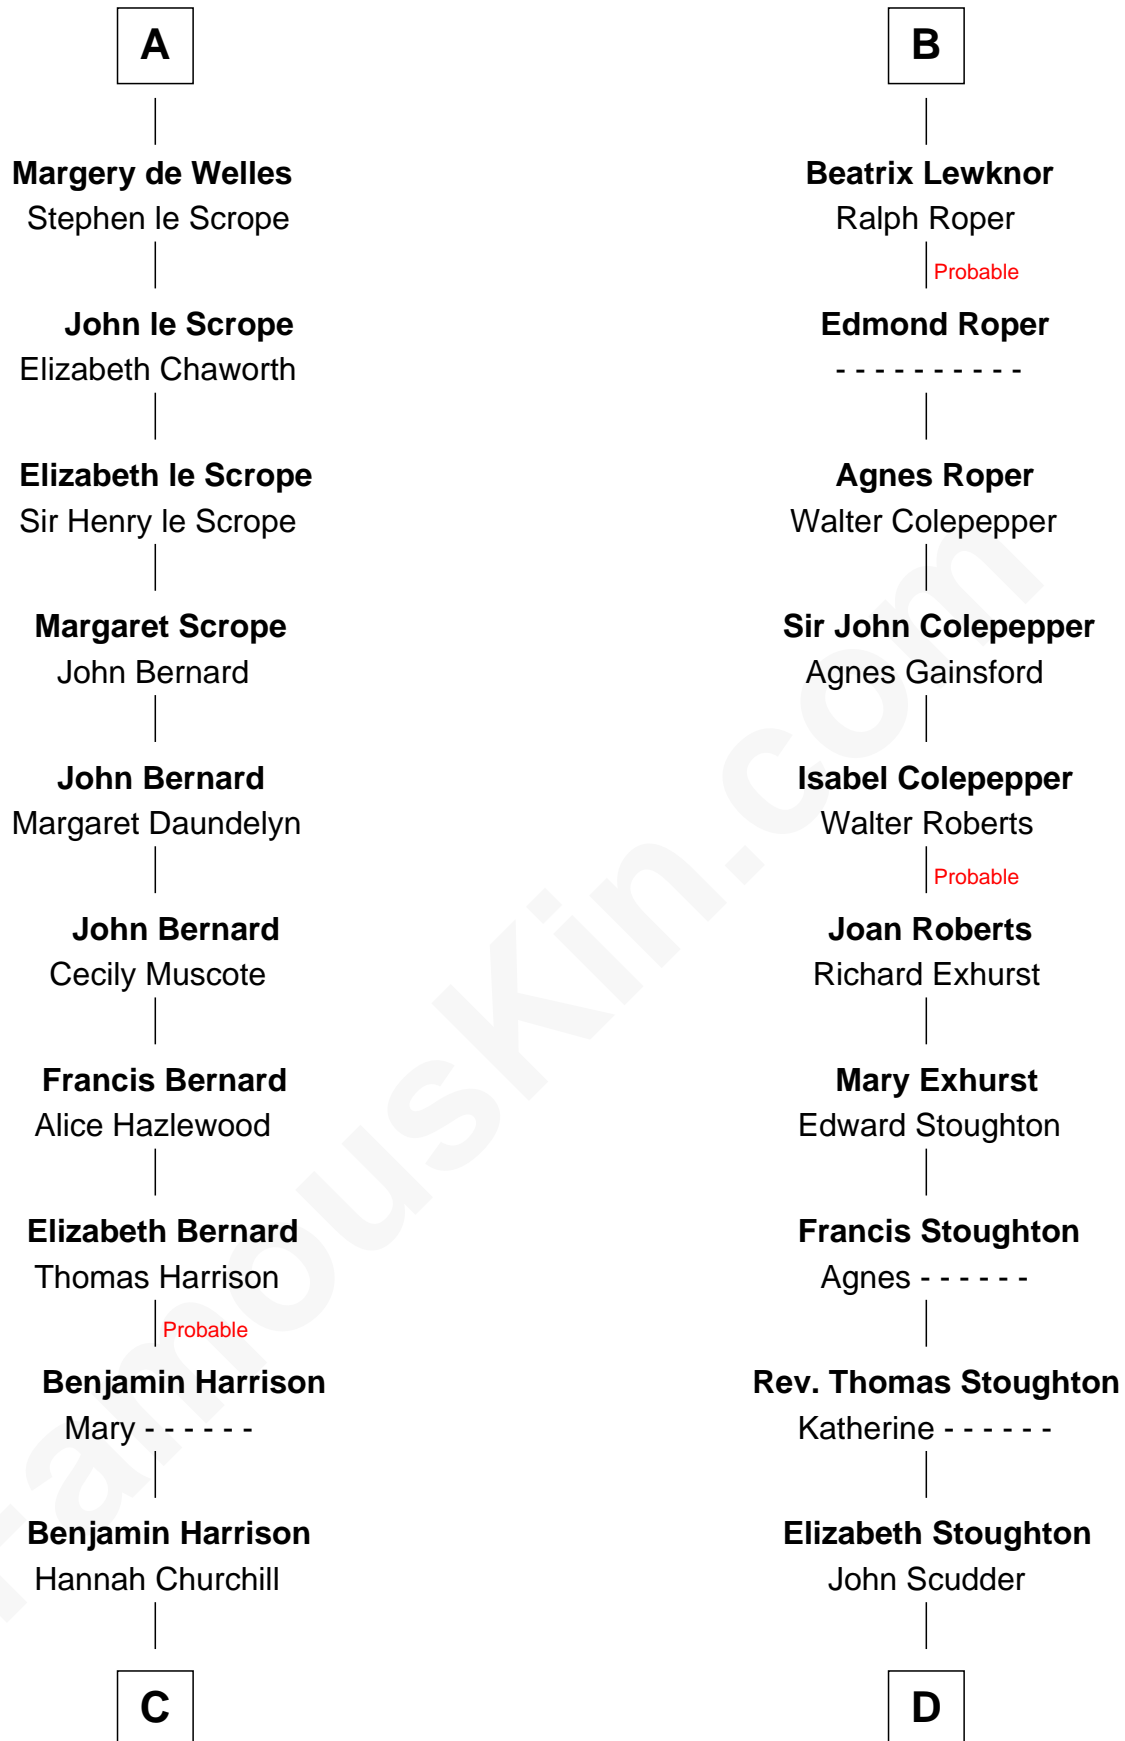 A
Margery de Welles
Stephen le Scrope
John le Scrope
Elizabeth Chaworth
Elizabeth le Scrope
Sir Henry le Scrope
Margaret Scrope
John Bernard
John Bernard
Margaret Daundelyn
John Bernard
Cecily Muscote
Francis Bernard
Alice Hazlewood
Elizabeth Bernard
Thomas Harrison
Probable
Benjamin Harrison
Mary - - - - - -
Benjamin Harrison
Hannah Churchill
C
B
Beatrix Lewknor
Ralph Roper
Probable
Edmond Roper
- - - - - - - - - -
Agnes Roper
Walter Colepepper
Sir John Colepepper
Agnes Gainsford
Isabel Colepepper
Walter Roberts
Probable
Joan Roberts
Richard Exhurst
Mary Exhurst
Edward Stoughton
Francis Stoughton
Agnes - - - - - -
Rev. Thomas Stoughton
Katherine - - - - - -
Elizabeth Stoughton
John Scudder
D
FamousKin.com